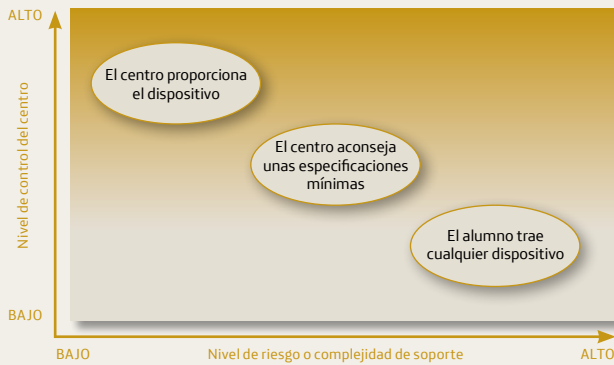 ALTO
El centro proporciona
el dispositivo
El centro aconseja
unas especificaciones
mínimas
El alumno trae
cualquier dispositivo
Nivel de control del centro
BAJO
BAJO Nivel de riesgo o complejidad de soporte ALTO